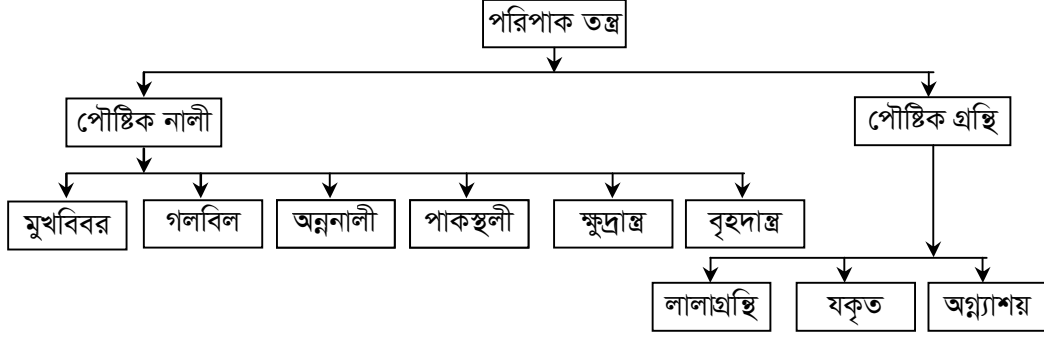 পরিপাক তন্ত্র
পৌষ্টিক নালী
পৌষ্টিক গ্রন্থি
মুখবিবর
গলবিল
অন্ননালী
পাকস্থলী
ক্ষুদ্রান্ত্র
বৃহদান্ত্র
লালাগ্রন্থি
যকৃত
অগ্ন্যাশয়